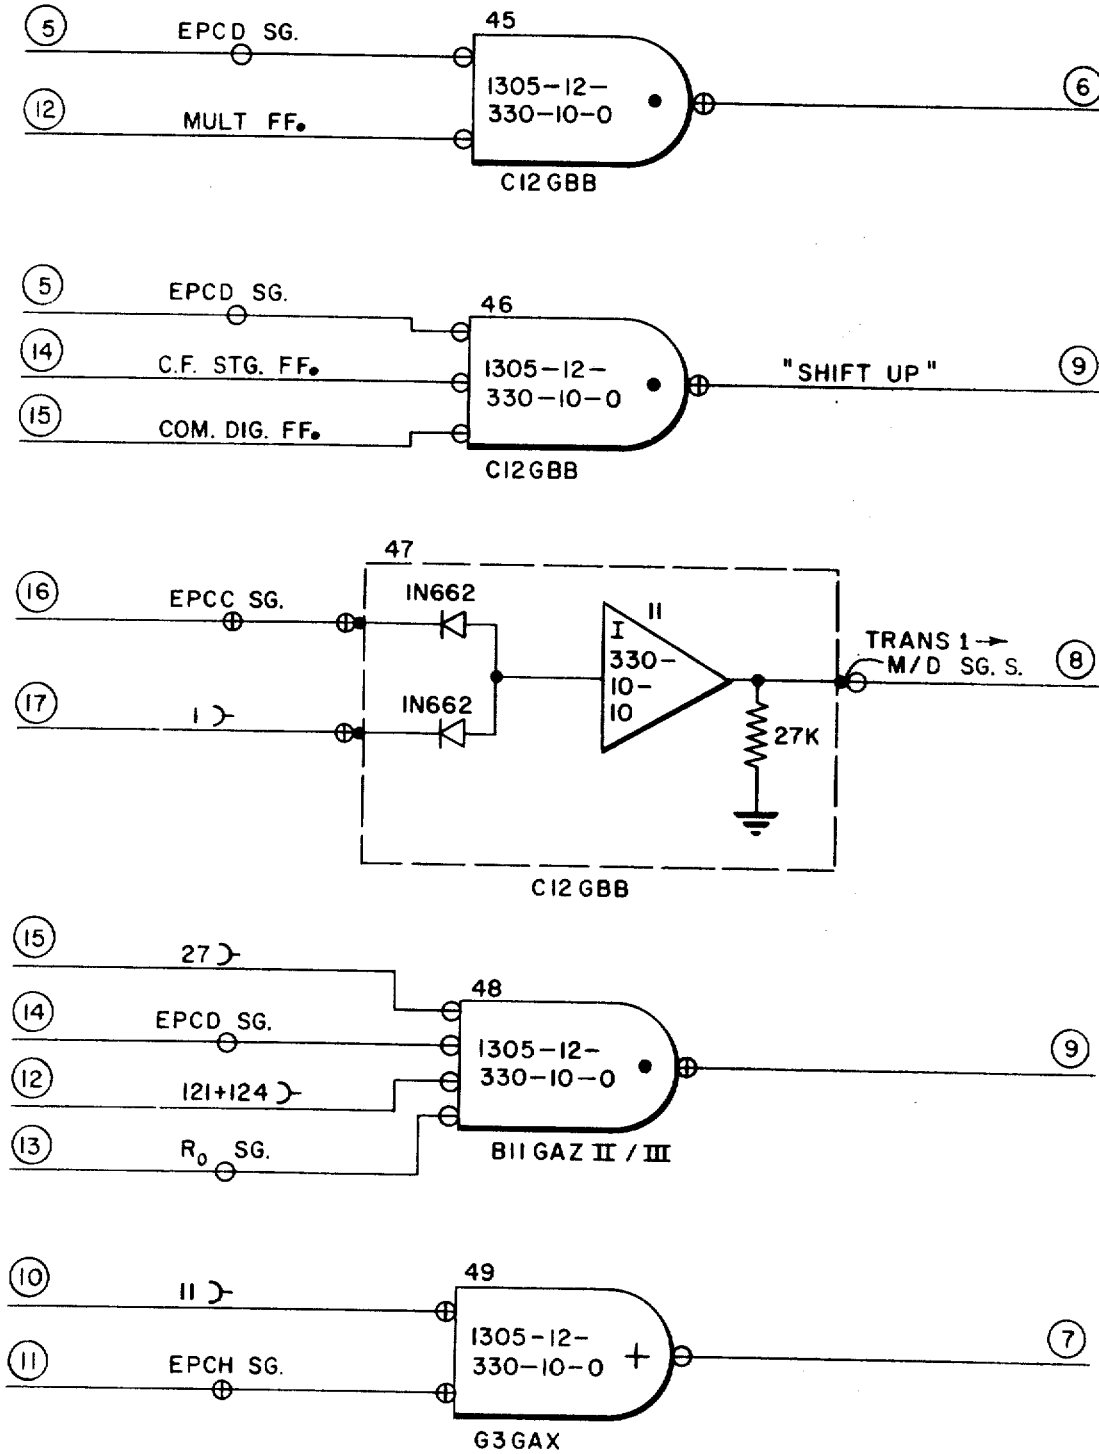 5 EPCD SG. 45
1305-12-
330-10-0
6
12 MULT FF.
C12GBB
5 EPCD SG. 46
14 C.F. STG. FF.
1305-12-
330-10-0
"SHIFT UP" 9
15 COM. DIG. FF.
C12GBB
47
16 EPCC SG. 1N662
11
I
330-
10-
10
TRANS 1→
M/D SG. S. 8
17 1 1N662
27K
C12GBB
15 27
48
14 EPCD SG.
1305-12-
330-10-0
9
12 121+124
13 R0 SG.
B11GAZ II / III
49
10 11
1305-12-
330-10-0 +
7
11 EPCH SG.
G3GAX